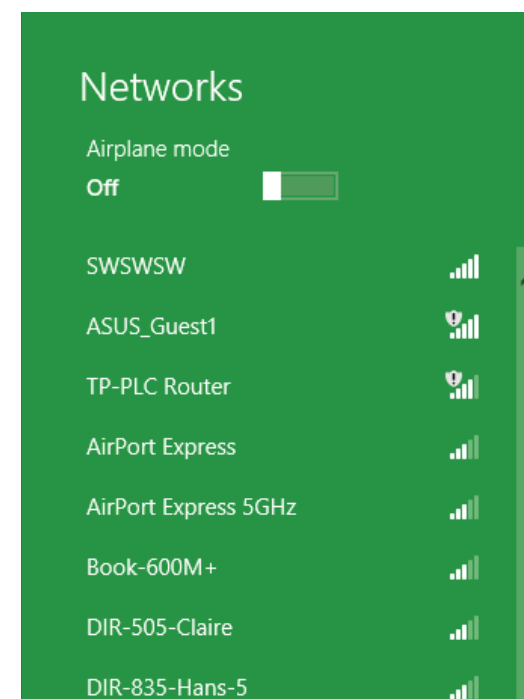 Networks
Airplane mode
Off
SWSWSW
ASUS_Guest1
TP-PLC Router
AirPort Express
AirPort Express 5GHz
Book-600M+
DIR-505-Claire
DIR-835-Hans-5